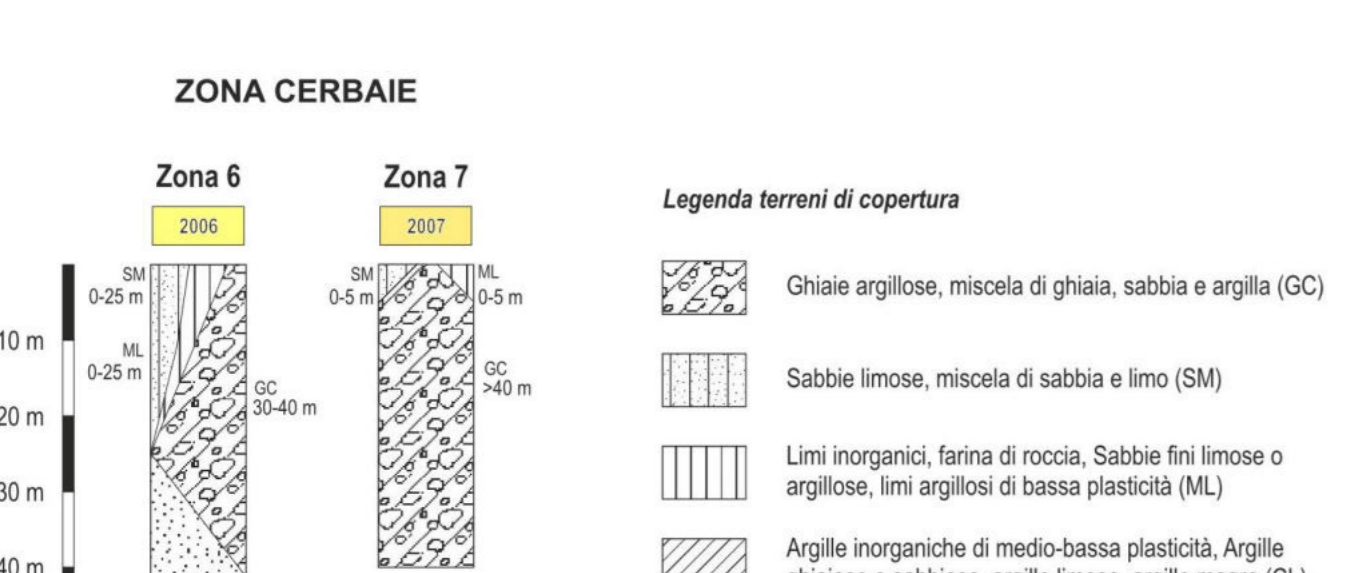 ZONA CERBAIE
Zona 6
Zona 7
2006
2007
Legenda terreni di copertura
SM
0-25 m
ML
0-25 m
GC
30-40 m
SM
0-5 m
ML
0-5 m
GC
>40 m
10 m
20 m
30 m
40 m
Ghiaie argillose, miscela di ghiaia, sabbia e argilla (GC)
Sabbie limose, miscela di sabbia e limo (SM)
Limi inorganici, farina di roccia, Sabbie fini limose o
argillose, limi argillosi di bassa plasticità (ML)
Argille inorganiche di medio-bassa plasticità, Argille